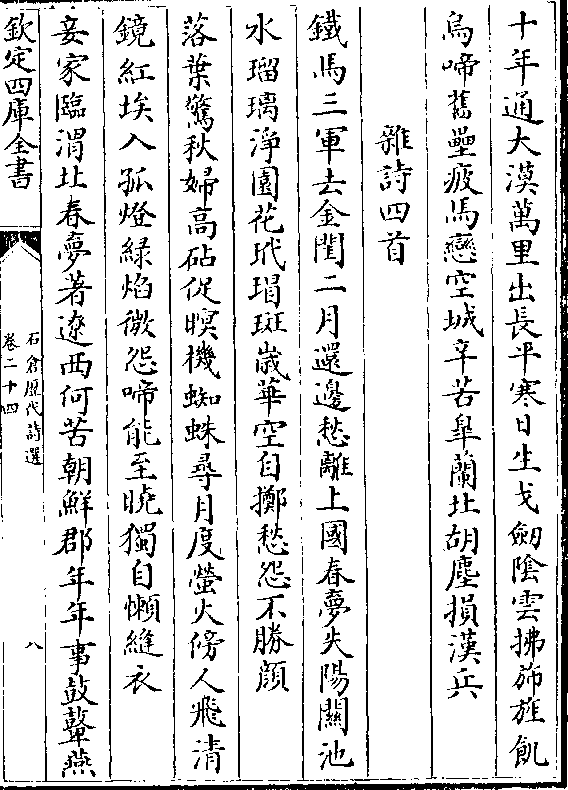 十年通大漠萬里出長平寒日生戈劒陰雲拂斾旌飢
烏啼舊壘疲馬戀空城辛苦臯蘭北胡塵損漢兵
雜詩四首
鐵馬三軍去金閨二月還邊愁離上國春夢失陽關池
水瑠璃淨園花玳瑁斑歳華空自擲愁怨不勝顔
落葉驚秋婦高砧促暝機蜘蛛尋月度螢火傍人飛清
鏡紅埃入孤燈緑焰微怨啼能至曉獨自懶縫衣
妾家臨渭北春夢著遼西何苦朝鮮郡年年事鼓鼙燕
欽定四庫全書
石倉歴代詩選
卷二十四
八